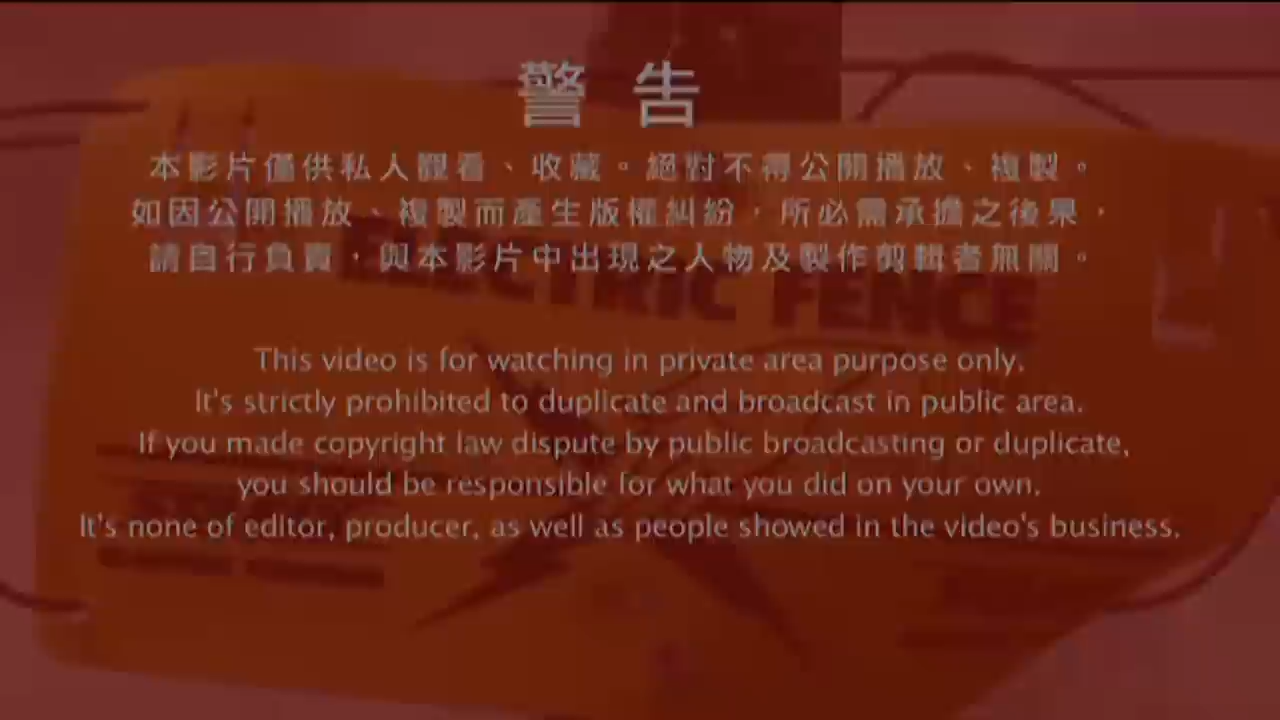 警告
本影片僅供私人觀看、收藏。絕對不得公開播放、複製。
如因公開播放、複製而產生版權糾紛，所必需承擔之後果，
請自行負責，與本影片中出現之人物及製作剪輯者無關。
ELECTRIC FENCE
This video is for watching in private area purpose only.
It's strictly prohibited to duplicate and broadcast in public area.
If you made copyright law dispute by public broadcasting or duplicate,
you should be responsible for what you did on your own.
It's none of editor, producer, as well as people showed in the video's business.